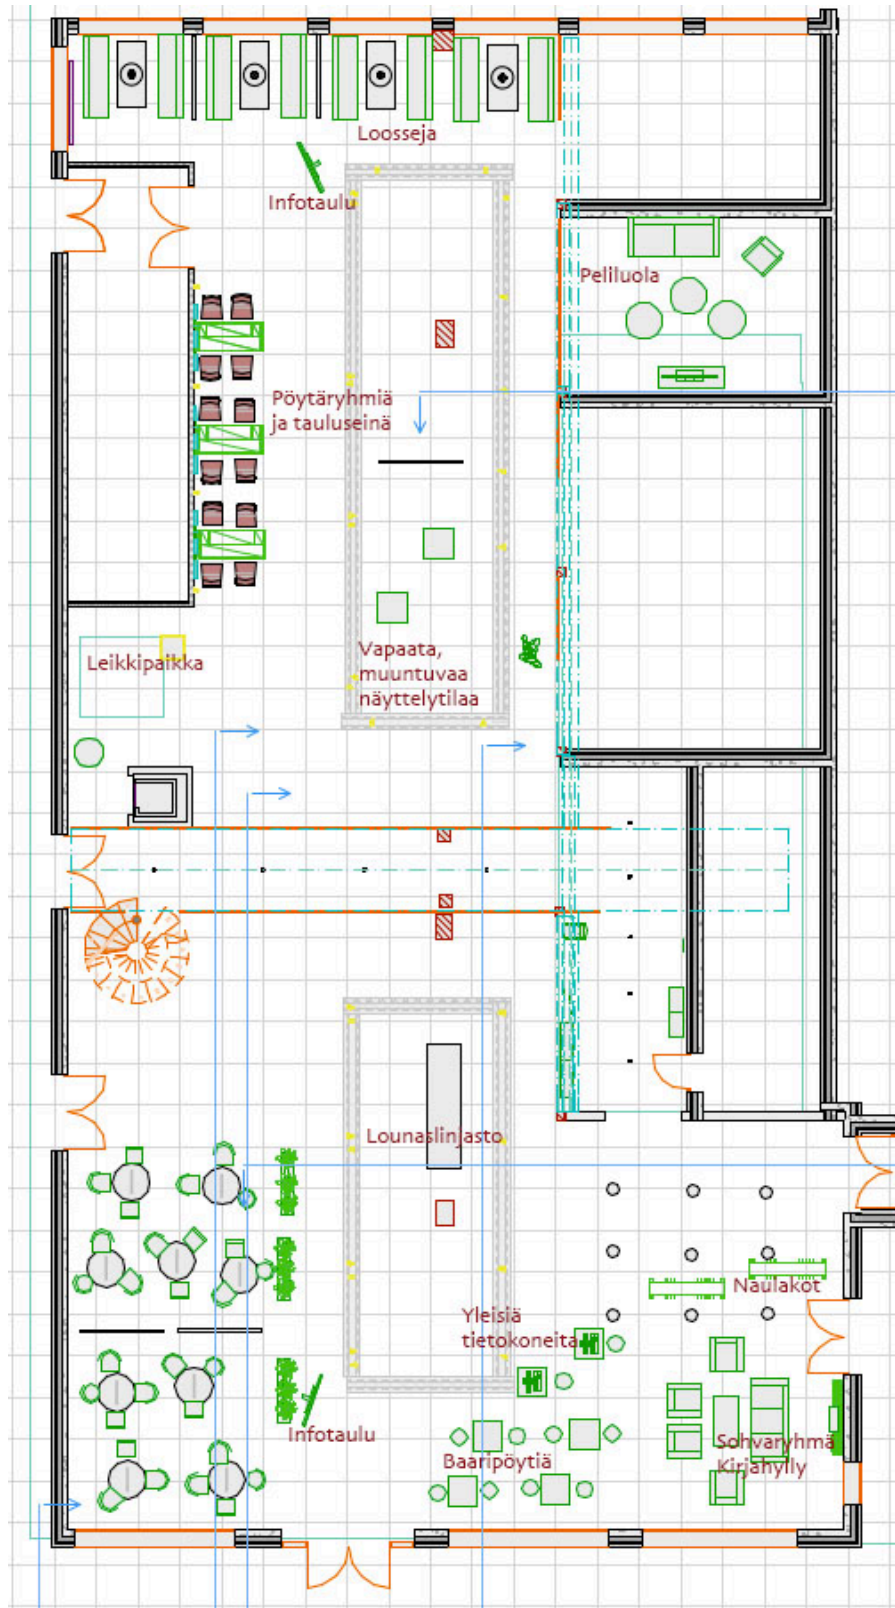 Loosseja
Infotaulu
Peliluola
Pöytäryhmiä
ja tauluseinä
Vapaata,
muuntuvaa
näyttelytilaa
Leikkipaikka
Lounaslinjasto
Naulakot
Yleisiä
tietokoneita
Infotaulu
Baaripöytiä
Sohvaryhmä
Kirjahylly